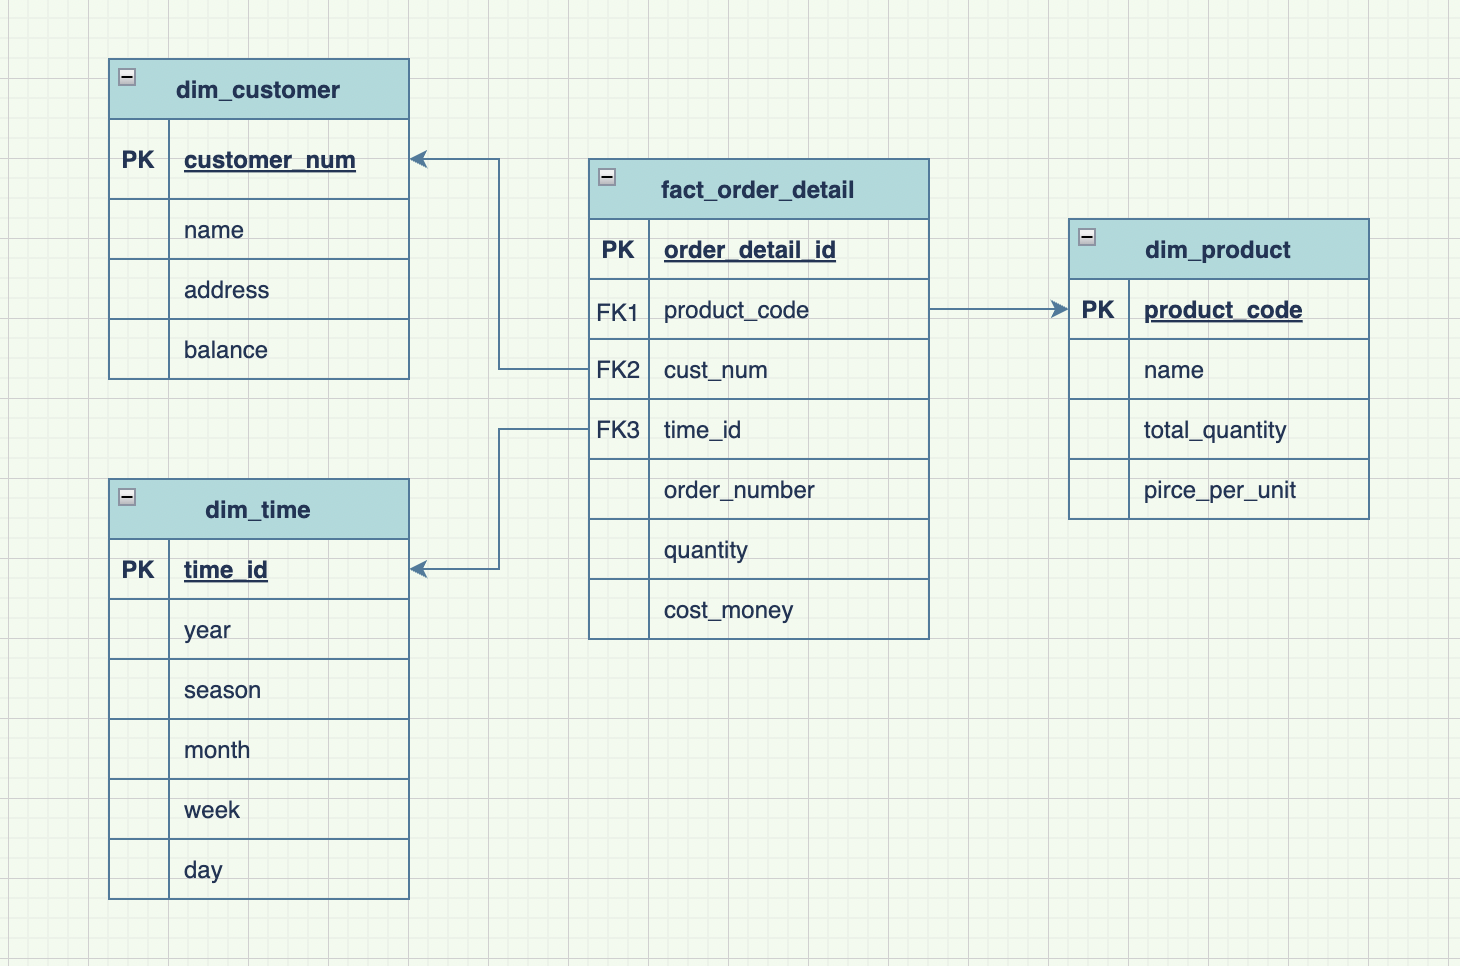 dim_customer
PK customer_num
name
address
balance
dim_time
PK time_id
year
season
month
week
day
fact_order_detail
PK order_detail_id
FK1 product_code
FK2 cust_num
FK3 time_id
order_number
quantity
cost_money
dim_product
PK product_code
name
total_quantity
pirce_per_unit